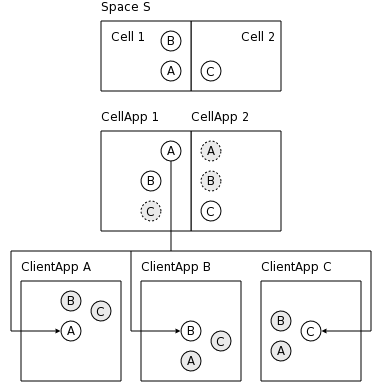 Space S
Cell 1
B
Cell 2
A
C
CellApp 1
CellApp 2
A
A
B
B
C
C
ClientApp A
ClientApp B
ClientApp C
B
C
A
B
C
A
B
C
A